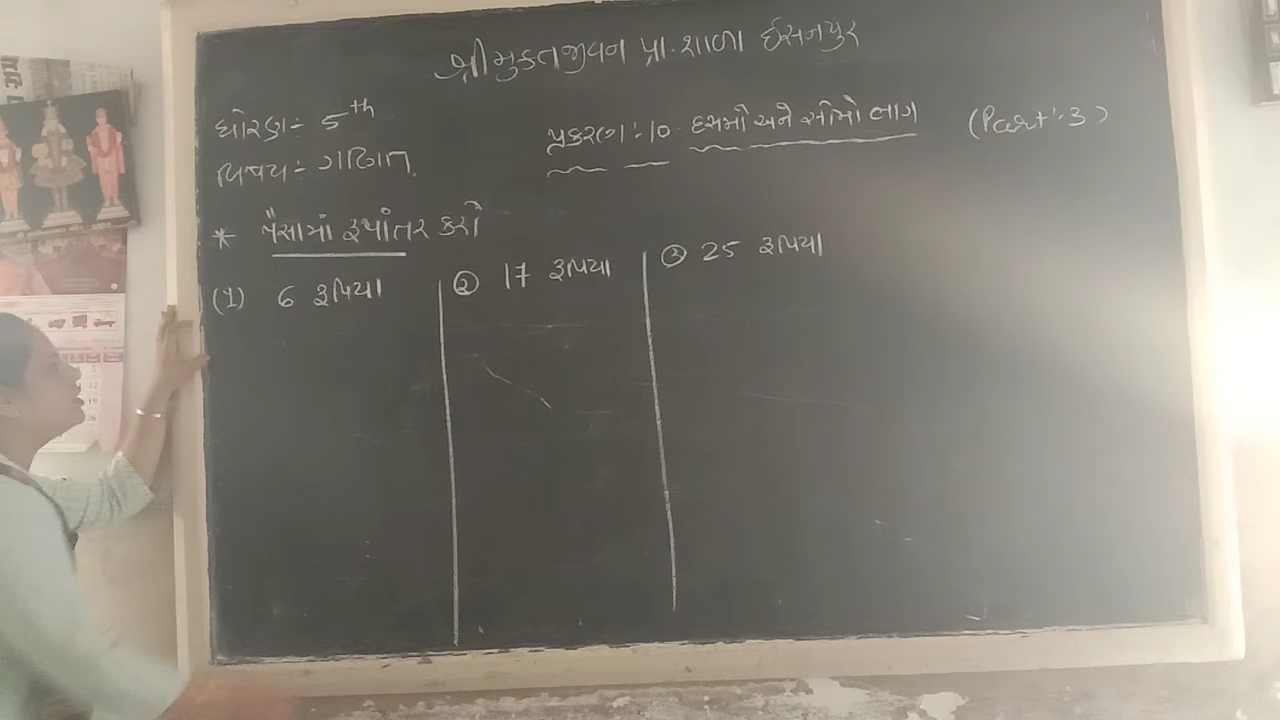 શ્રી મુક્તજીવન પ્રા. શાળા ઈસનપુર
ધોરણ:- 5th
પ્રકરણ:-10. દસમાં અને સોમો ભાગ (Part:-3)
વિષય:- ગણિત.
* પૈસામાં રૂપાંતર કરો
(1) 6 રૂપિયા
② 17 રૂપિયા
③ 25 રૂપિયા